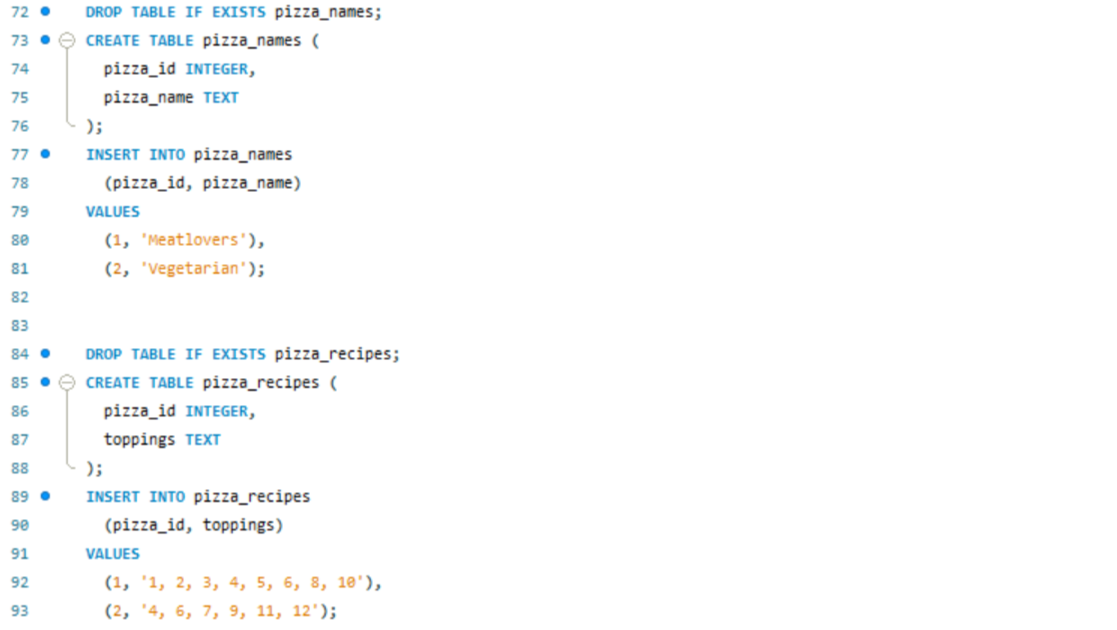 72 DROP TABLE IF EXISTS pizza_names;
73 CREATE TABLE pizza_names (
74 pizza_id INTEGER,
75 pizza_name TEXT
76 );
77 INSERT INTO pizza_names
78 (pizza_id, pizza_name)
79 VALUES
80 (1, 'Meatlovers'),
81 (2, 'Vegetarian');
82
83
84 DROP TABLE IF EXISTS pizza_recipes;
85 CREATE TABLE pizza_recipes (
86 pizza_id INTEGER,
87 toppings TEXT
88 );
89 INSERT INTO pizza_recipes
90 (pizza_id, toppings)
91 VALUES
92 (1, '1, 2, 3, 4, 5, 6, 8, 10'),
93 (2, '4, 6, 7, 9, 11, 12');